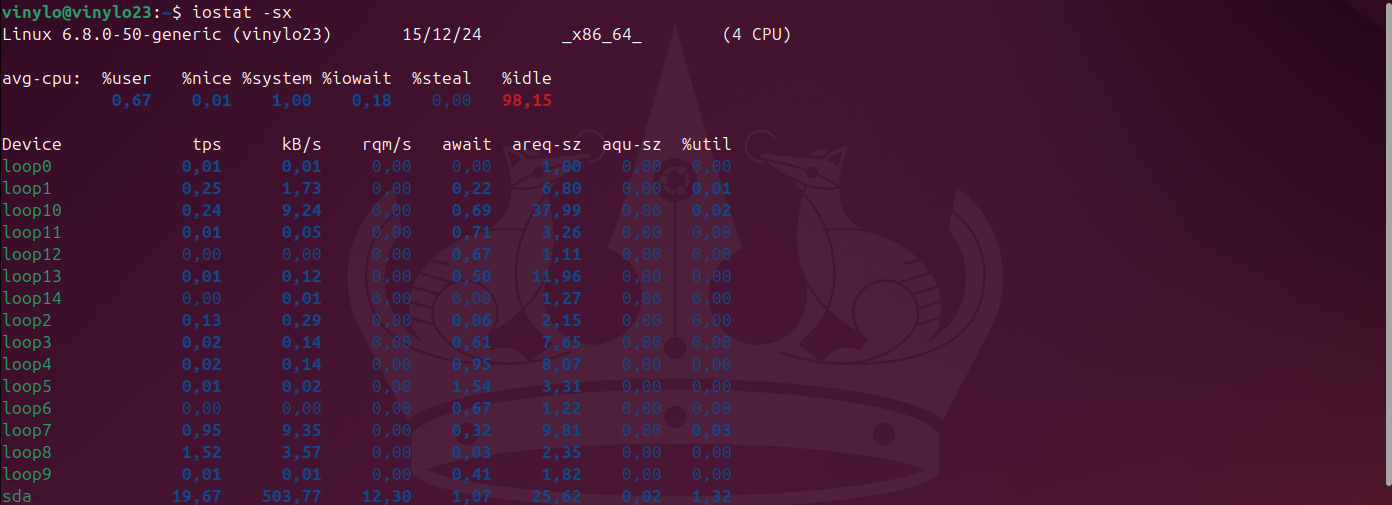 vinylo@vinylo23:~$ iostat -sx
Linux 6.8.0-50-generic (vinylo23) 15/12/24 _x86_64_ (4 CPU)
avg-cpu: %user %nice %system %iowait %steal %idle
0,67 0,01 1,00 0,18 0,00 98,15
Device tps kB/s rqm/s await areq-sz aqu-sz %util
loop0 0,01 0,01 0,00 0,00 1,00 0,00 0,00
loop1 0,25 1,73 0,00 0,22 6,80 0,00 0,01
loop10 0,24 9,24 0,00 0,69 37,99 0,00 0,02
loop11 0,01 0,05 0,00 0,71 3,26 0,00 0,00
loop12 0,00 0,00 0,00 0,67 1,11 0,00 0,00
loop13 0,01 0,12 0,00 0,50 11,96 0,00 0,00
loop14 0,00 0,01 0,00 0,00 1,27 0,00 0,00
loop2 0,13 0,29 0,00 0,06 2,15 0,00 0,00
loop3 0,02 0,14 0,00 0,61 7,65 0,00 0,00
loop4 0,02 0,14 0,00 0,95 8,07 0,00 0,00
loop5 0,01 0,02 0,00 1,54 3,31 0,00 0,00
loop6 0,00 0,00 0,00 0,67 1,22 0,00 0,00
loop7 0,95 9,35 0,00 0,32 9,81 0,00 0,03
loop8 1,52 3,57 0,00 0,03 2,35 0,00 0,00
loop9 0,01 0,01 0,00 0,41 1,82 0,00 0,00
sda 19,67 503,77 12,30 1,07 25,62 0,02 1,32